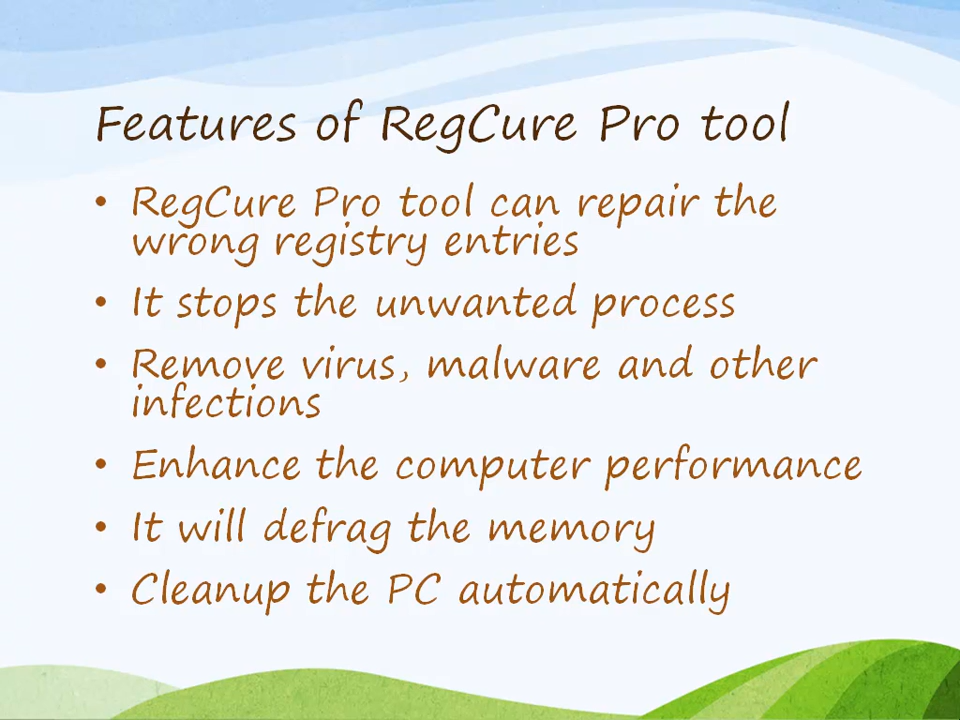 Features of RegCure Pro tool
• RegCure Pro tool can repair the
wrong registry entries
• It stops the unwanted process
• Remove virus, malware and other
infections
• Enhance the computer performance
• It will defrag the memory
• Cleanup the PC automatically